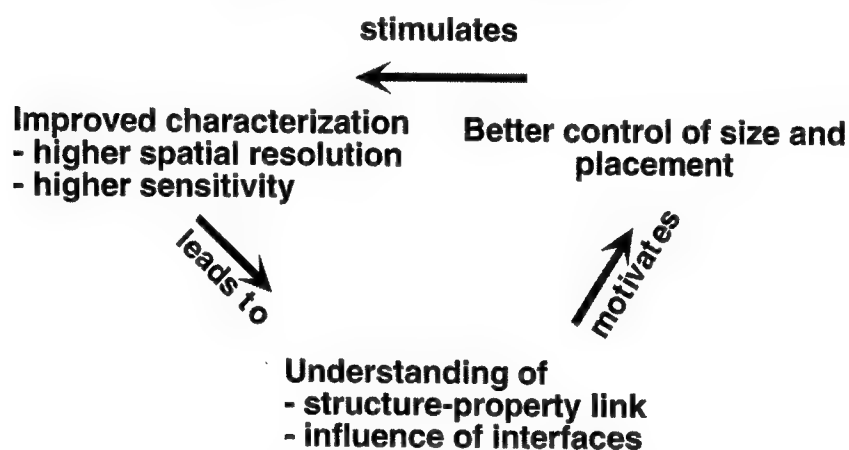 stimulates
Improved characterization
- higher spatial resolution
- higher sensitivity
Better control of size and
placement
leads to
motivates
Understanding of
- structure-property link
- influence of interfaces